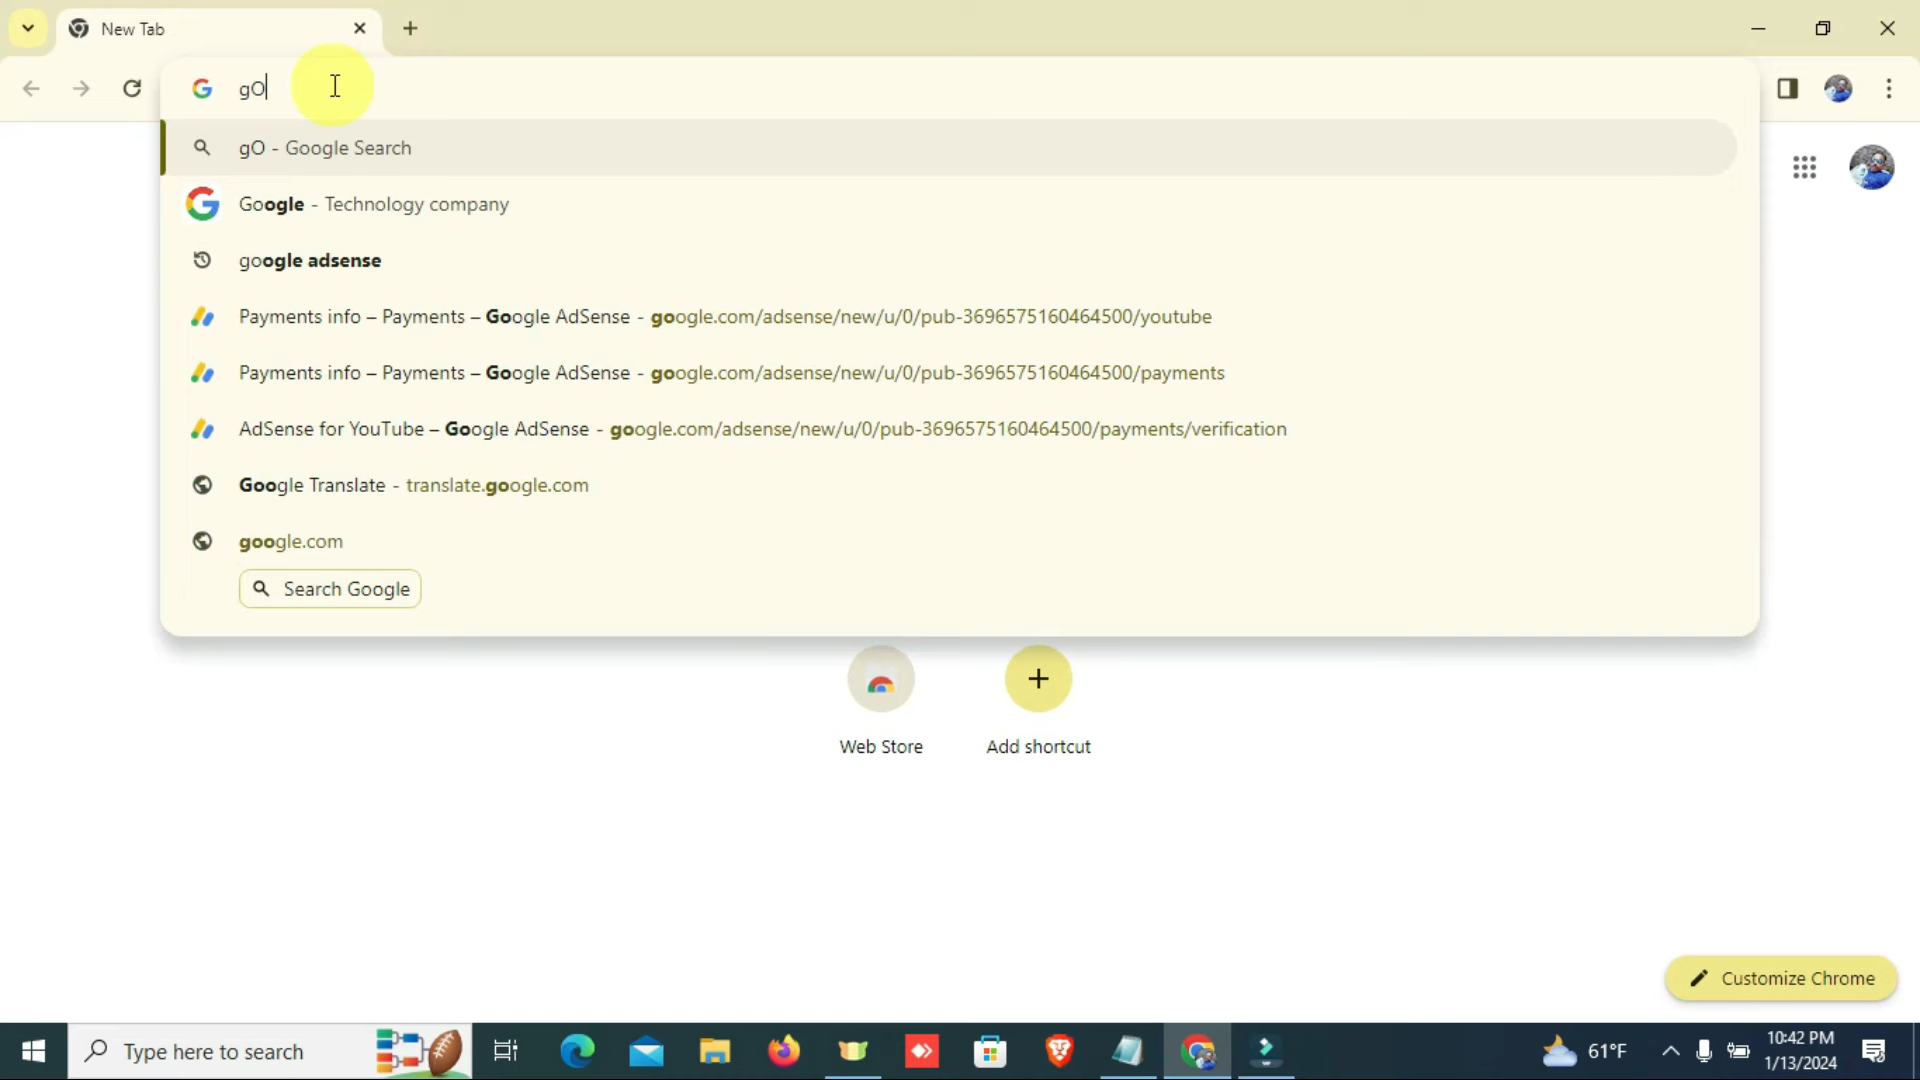 New Tab
gO
gO - Google Search
Google - Technology company
google adsense
Payments info – Payments – Google AdSense - google.com/adsense/new/u/0/pub-3696575160464500/youtube
Payments info – Payments – Google AdSense - google.com/adsense/new/u/0/pub-3696575160464500/payments
AdSense for YouTube – Google AdSense - google.com/adsense/new/u/0/pub-3696575160464500/payments/verification
Google Translate - translate.google.com
google.com
Search Google
Web Store
Add shortcut
Customize Chrome
Type here to search
61°F
10:42 PM
1/13/2024